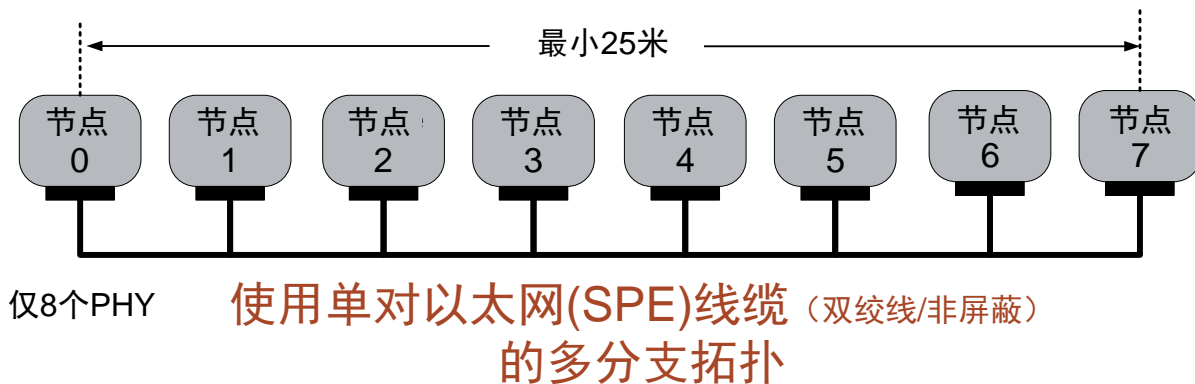 最小25米
节点
0
节点
1
节点
2
节点
3
节点
4
节点
5
节点
6
节点
7
仅8个PHY
使用单对以太网(SPE)线缆（双绞线/非屏蔽）
的多分支拓扑